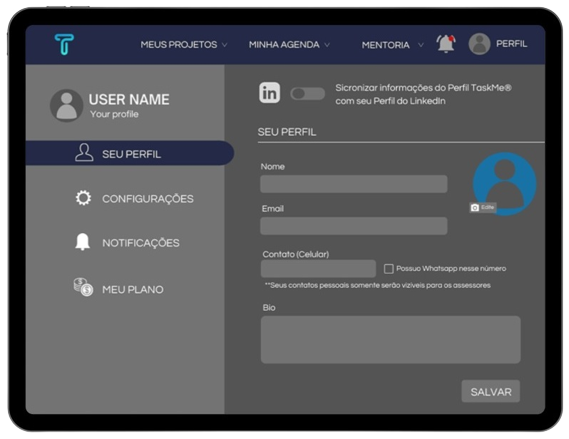 MEUS PROJETOS
MINHA AGENDA
MENTORIA
PERFIL
USER NAME
Your profile
SEU PERFIL
CONFIGURAÇÕES
NOTIFICAÇÕES
MEU PLANO
in
Sicronizar informações do Perfil TaskMe®
com seu Perfil do LinkedIn
SEU PERFIL
Nome
Edite
Email
Contato (Celular)
Possuo Whatsapp nesse número
**Seus contatos pessoais somente serão vizíveis para os assessores
Bio
SALVAR